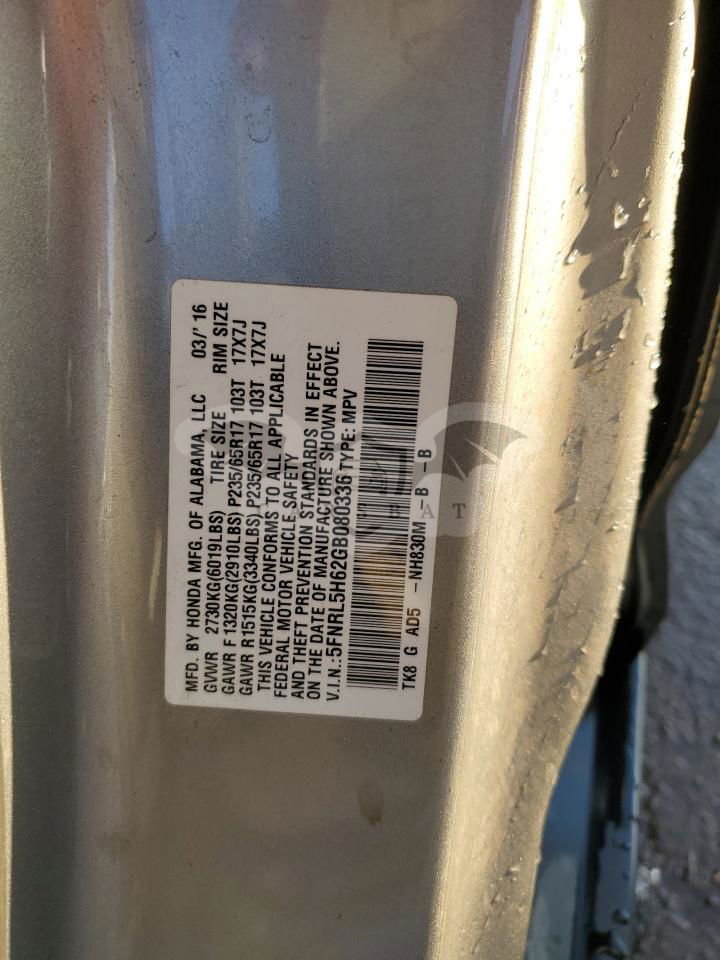 MFD. BY HONDA MFG. OF ALABAMA, LLC 03/' 16
GVWR 2730KG(6019LBS) TIRE SIZE RIM SIZE
GAWR F 1320KG(2910LBS) P235/65R17 103T 17X7J
GAWR R1515KG(3340LBS) P235/65R17 103T 17X7J
THIS VEHICLE CONFORMS TO ALL APPLICABLE
FEDERAL MOTOR VEHICLE SAFETY
AND THEFT PREVENTION STANDARDS IN EFFECT
ON THE DATE OF MANUFACTURE SHOWN ABOVE.
V.I.N.:5FNRL5H62GB080336 TYPE: MPV
TK8 G AD5 -NH830M -B -B